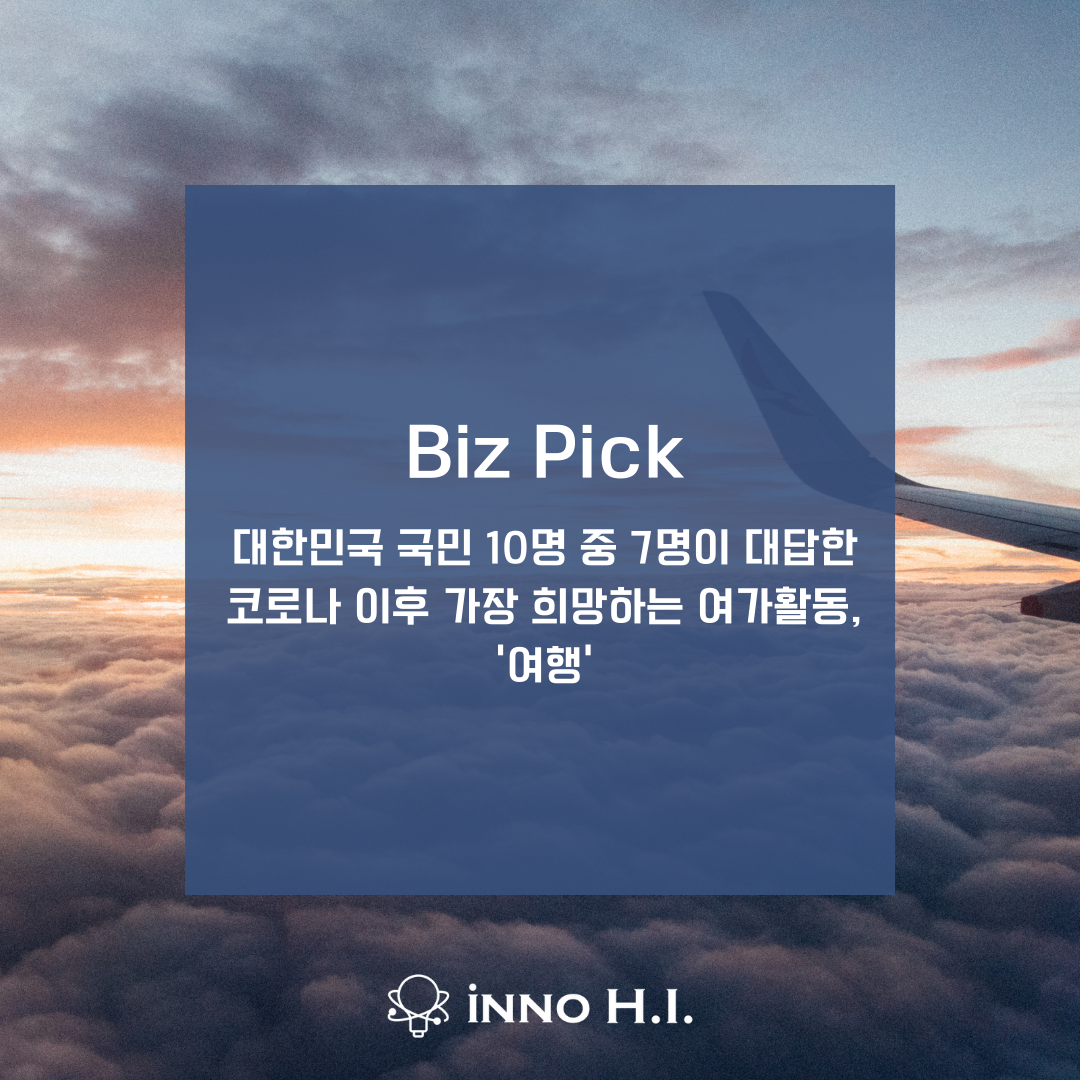 Biz Pick
대한민국 국민 10명 중 7명이 대답한
코로나 이후 가장 희망하는 여가활동,
'여행'
iNNO H.I.